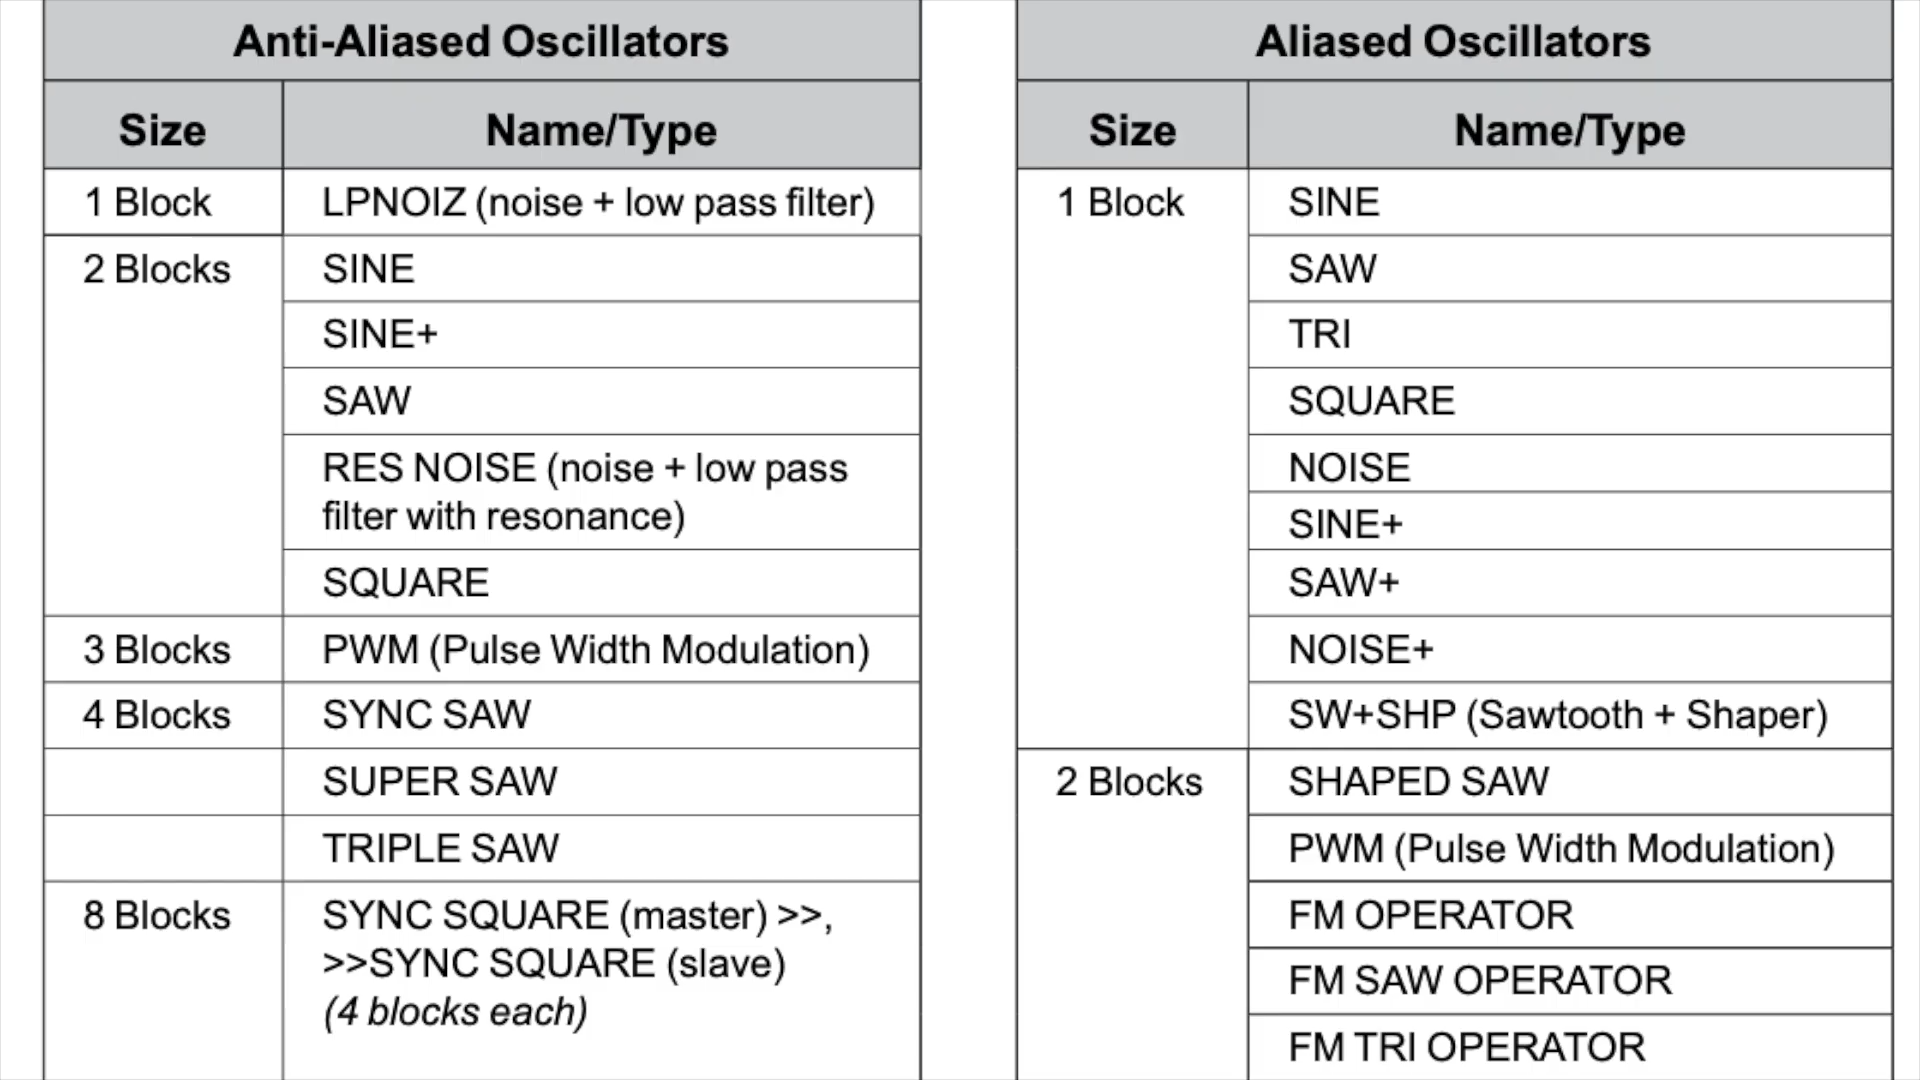 Anti-Aliased Oscillators
Size Name/Type
1 Block LPNOIZ (noise + low pass filter)
2 Blocks SINE
SINE+
SAW
RES NOISE (noise + low pass
filter with resonance)
SQUARE
3 Blocks PWM (Pulse Width Modulation)
4 Blocks SYNC SAW
SUPER SAW
TRIPLE SAW
8 Blocks SYNC SQUARE (master) >>,
>>SYNC SQUARE (slave)
(4 blocks each)
Aliased Oscillators
Size Name/Type
1 Block SINE
SAW
TRI
SQUARE
NOISE
SINE+
SAW+
NOISE+
SW+SHP (Sawtooth + Shaper)
2 Blocks SHAPED SAW
PWM (Pulse Width Modulation)
FM OPERATOR
FM SAW OPERATOR
FM TRI OPERATOR